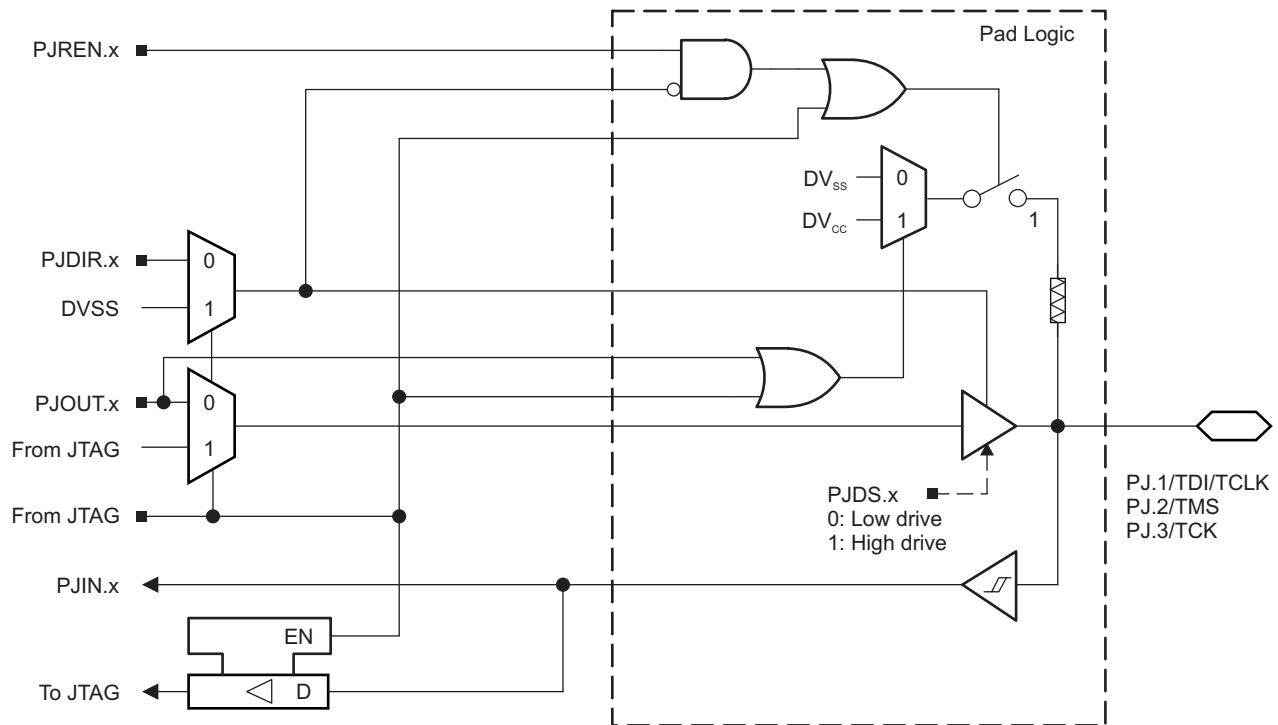 Pad Logic
PJREN.x
DVSS
0
DVCC
1
1
PJDIR.x
0
DVSS
1
PJOUT.x
0
From JTAG
1
From JTAG
PJDS.x
0: Low drive
1: High drive
PJ.1/TDI/TCLK
PJ.2/TMS
PJ.3/TCK
PJIN.x
EN
To JTAG
D